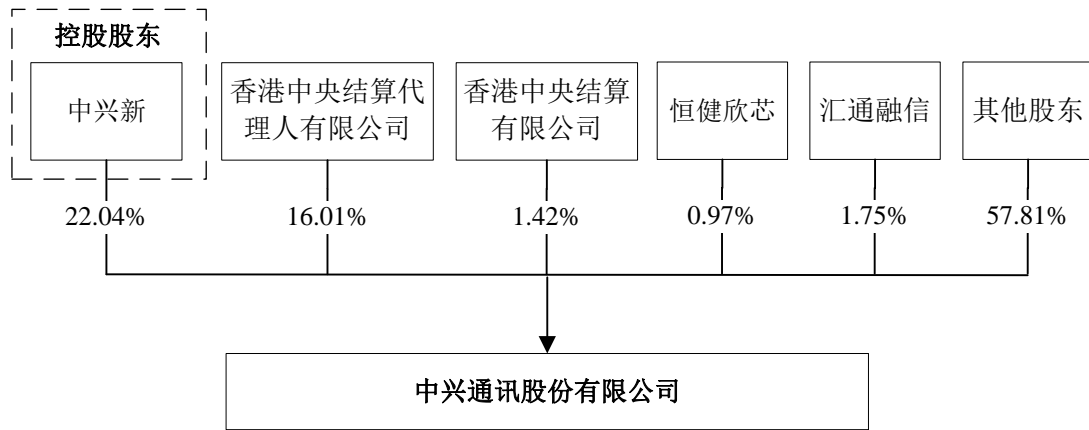 控股股东
中兴新
香港中央结算代
理人有限公司
香港中央结算
有限公司
恒健欣芯
汇通融信
其他股东
22.04%
16.01%
1.42%
0.97%
1.75%
57.81%
中兴通讯股份有限公司